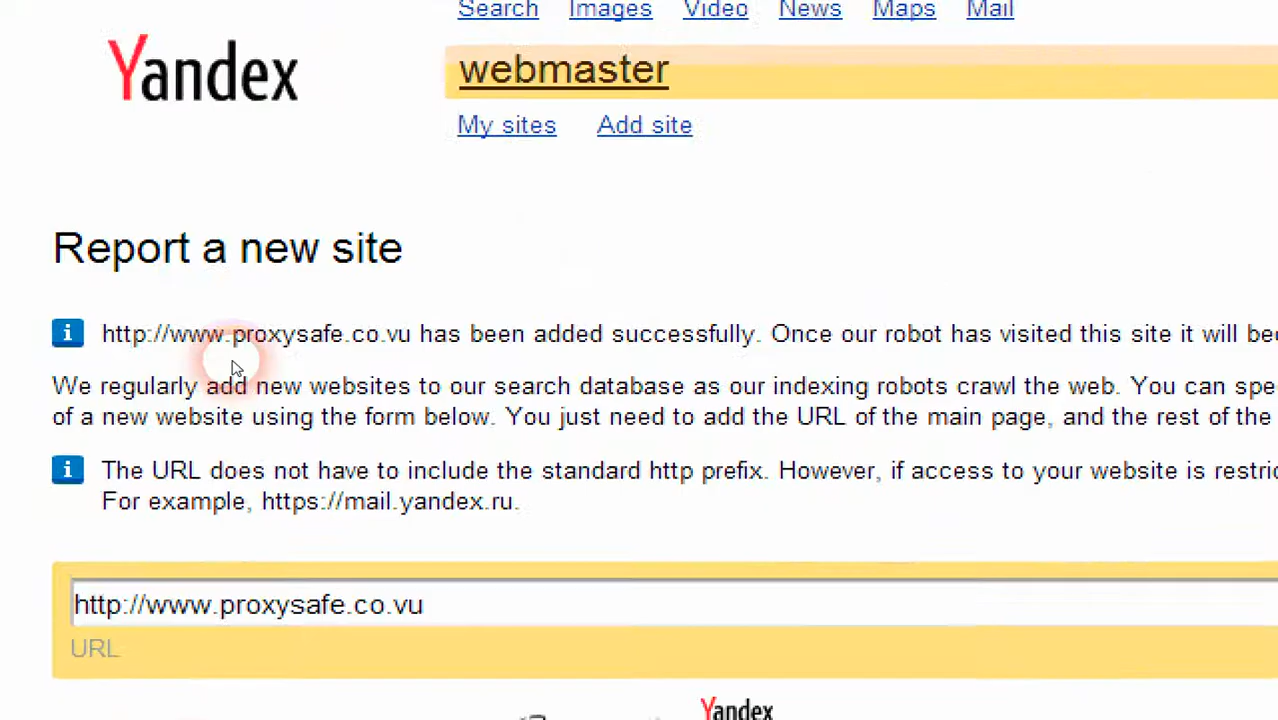 Search Images Video News Maps Mail
Yandex
webmaster
My sites Add site
Report a new site
http://www.proxysafe.co.vu has been added successfully. Once our robot has visited this site it will
We regularly add new websites to our search database as our indexing robots crawl the web. You can
of a new website using the form below. You just need to add the URL of the main page, and the rest of the
The URL does not have to include the standard http prefix. However, if access to your website is
For example, https://mail.yandex.ru.
http://www.proxysafe.co.vu
URL
Yandex